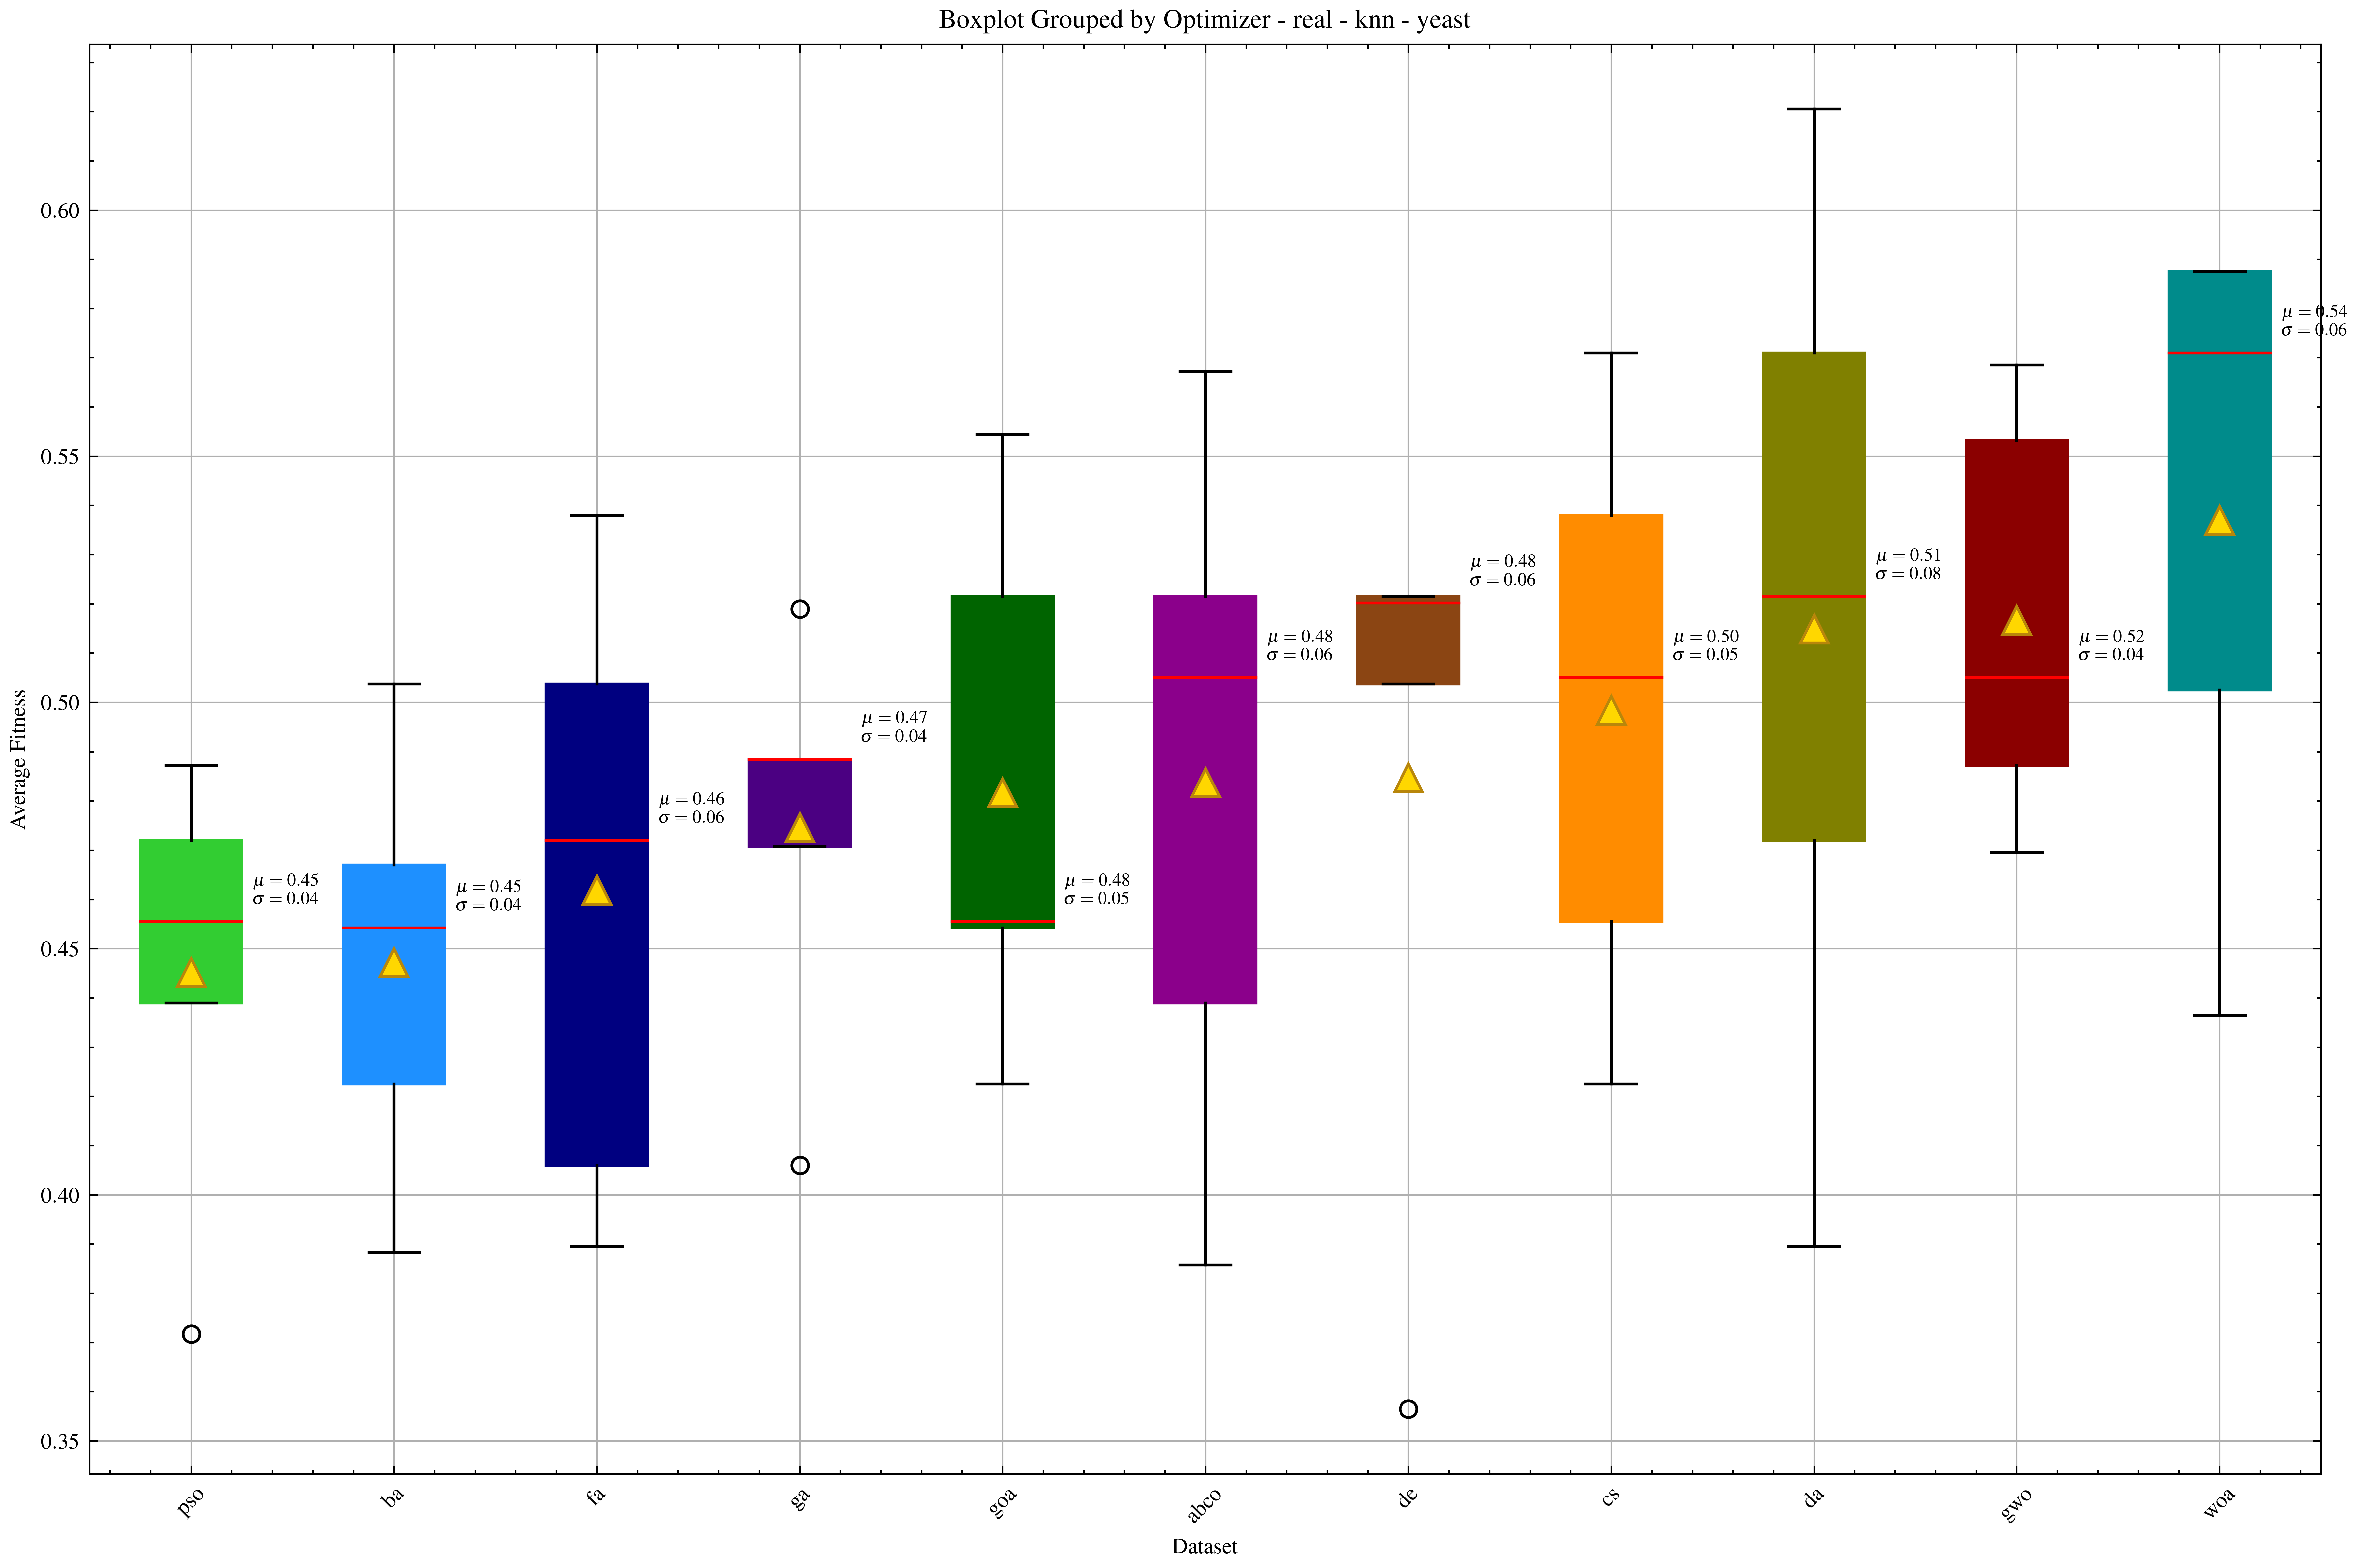 Boxplot Grouped by Optimizer - real - knn - yeast
Average Fitness
0.60
0.55
0.50
0.45
0.40
0.35
μ = 0.45
σ = 0.04
μ = 0.45
σ = 0.04
μ = 0.46
σ = 0.06
μ = 0.47
σ = 0.04
μ = 0.48
σ = 0.05
μ = 0.48
σ = 0.06
μ = 0.48
σ = 0.06
μ = 0.50
σ = 0.05
μ = 0.51
σ = 0.08
μ = 0.52
σ = 0.04
μ = 0.54
σ = 0.06
pso
ba
fa
ga
goa
abco
de
cs
da
gwo
woa
Dataset